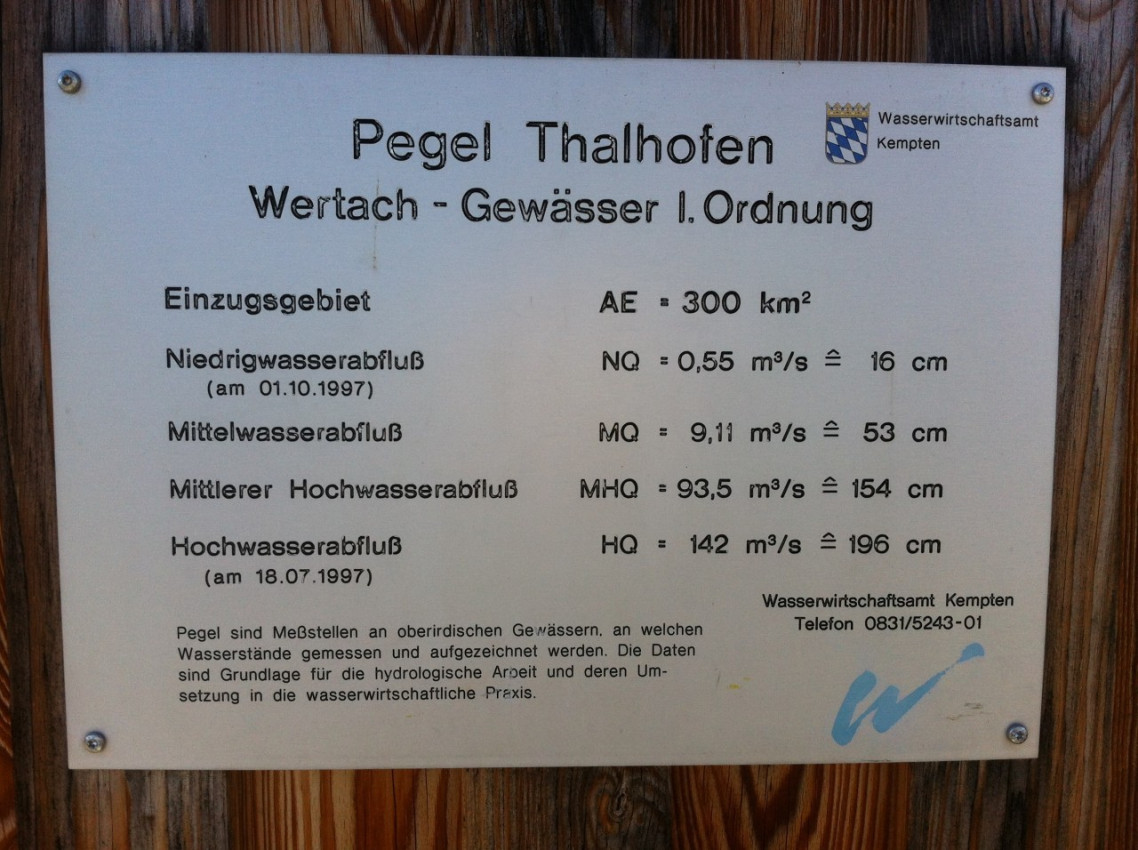 Pegel Thalhofen
Wasserwirtschaftsamt
Kempten
Wertach - Gewässer I. Ordnung
Einzugsgebiet AE = 300 km²
Niedrigwasserabfluß NQ = 0,55 m³/s ≙ 16 cm
(am 01.10.1997)
Mittelwasserabfluß MQ = 9,11 m³/s ≙ 53 cm
Mittlerer Hochwasserabfluß MHQ = 93,5 m³/s ≙ 154 cm
Hochwasserabfluß HQ = 142 m³/s ≙ 196 cm
(am 18.07.1997)
Wasserwirtschaftsamt Kempten
Telefon 0831/5243-01
Pegel sind Meßstellen an oberirdischen Gewässern, an welchen
Wasserstände gemessen und aufgezeichnet werden. Die Daten
sind Grundlage für die hydrologische Arbeit und deren Um-
setzung in die wasserwirtschaftliche Praxis.